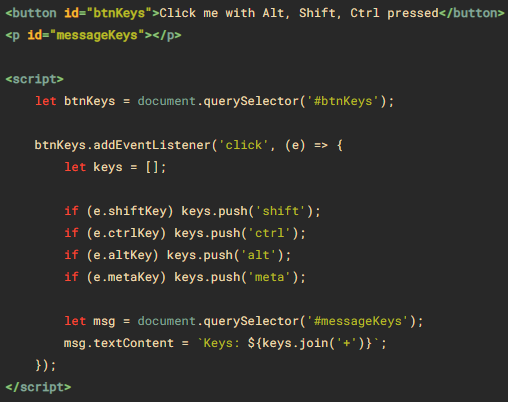 <button id="btnKeys">Click me with Alt, Shift, Ctrl pressed</button>
<p id="messageKeys"></p>
<script>
let btnKeys = document.querySelector('#btnKeys');
btnKeys.addEventListener('click', (e) => {
let keys = [];
if (e.shiftKey) keys.push('shift');
if (e.ctrlKey) keys.push('ctrl');
if (e.altKey) keys.push('alt');
if (e.metaKey) keys.push('meta');
let msg = document.querySelector('#messageKeys');
msg.textContent = `Keys: ${keys.join('+')}`;
});
</script>